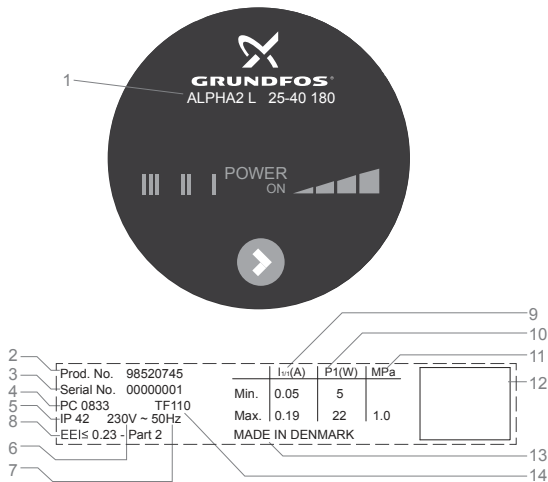 GRUNDFOS
1
ALPHA2 L 25-40 180
POWER
ON
9
10
11
2
Prod. No. 98520745
I1/1(A) P1(W) MPa
12
3
Serial No. 00000001
Min. 0.05 5
4
PC 0833 TF110
5
IP 42 230V ~ 50Hz
Max. 0.19 22 1.0
8
EEI≤ 0.23 - Part 2
MADE IN DENMARK
6
13
7
14